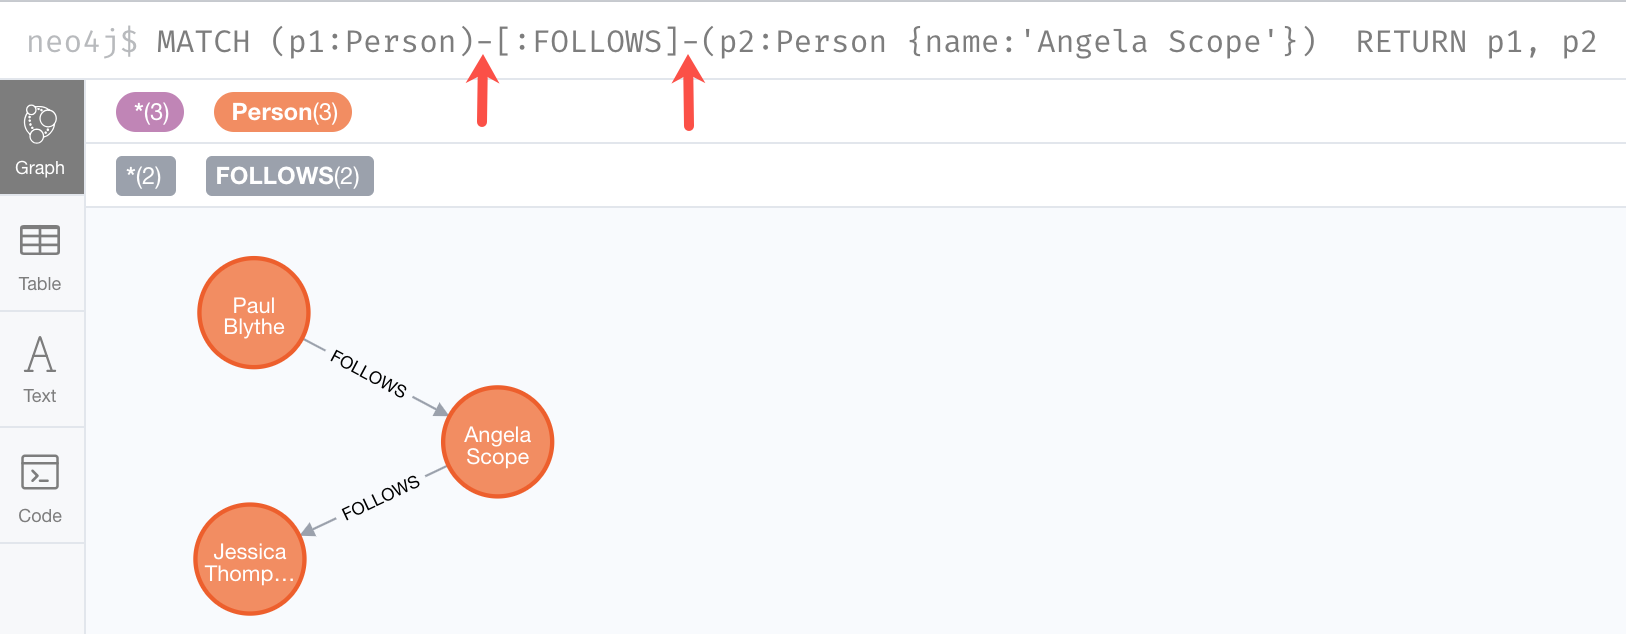 neo4j$ MATCH (p1:Person)-[:FOLLOWS]-(p2:Person {name:'Angela Scope'})  RETURN p1, p2
*(3) Person(3)
Graph
*(2) FOLLOWS(2)
Table
Text
Code
Paul
Blythe
FOLLOWS
Angela
Scope
FOLLOWS
Jessica
Thomp...